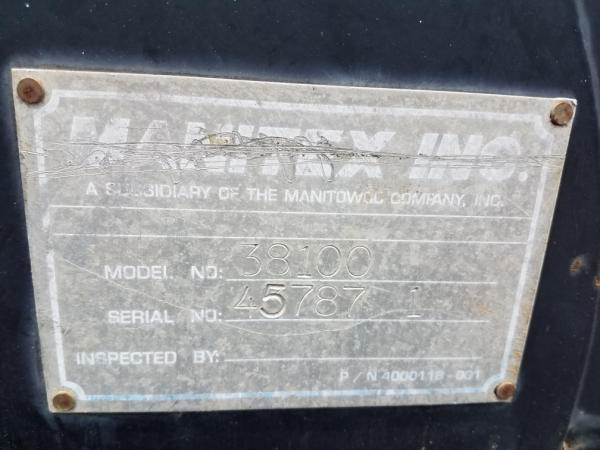 MANITEX INC.
A SUBSIDIARY OF THE MANITOWOC COMPANY, INC.
MODEL NO: 38100
SERIAL NO: 45787 1
INSPECTED BY:
P/N 4000118-001